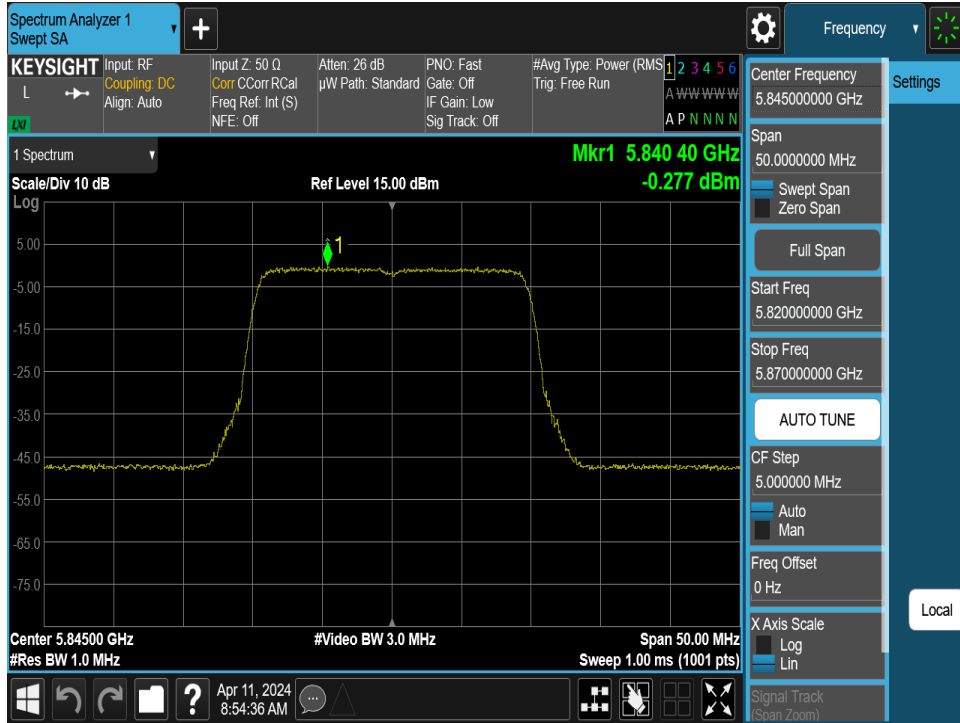 Spectrum Analyzer 1
Swept SA
+
Frequency
KEYSIGHT
L
LXI
Input: RF
Coupling: DC
Align: Auto
Input Z: 50 Ω
Corr CCorr RCal
Freq Ref: Int (S)
NFE: Off
Atten: 26 dB
µW Path: Standard
PNO: Fast
Gate: Off
IF Gain: Low
Sig Track: Off
#Avg Type: Power (RMS
Trig: Free Run
1 2 3 4 5 6
A W W W W W
A P N N N N
1 Spectrum
Mkr1 5.840 40 GHz
Scale/Div 10 dB
Ref Level 15.00 dBm
-0.277 dBm
Log
1
5.00
-5.00
-15.0
-25.0
-35.0
-45.0
-55.0
-65.0
-75.0
Center 5.84500 GHz
#Video BW 3.0 MHz
Span 50.00 MHz
#Res BW 1.0 MHz
Sweep 1.00 ms (1001 pts)
?
Apr 11, 2024
8:54:36 AM
Center Frequency
5.845000000 GHz
Span
50.0000000 MHz
Swept Span
Zero Span
Full Span
Start Freq
5.820000000 GHz
Stop Freq
5.870000000 GHz
AUTO TUNE
CF Step
5.000000 MHz
Auto
Man
Freq Offset
0 Hz
X Axis Scale
Log
Lin
Signal Track
(Span Zoom)
Settings
Local